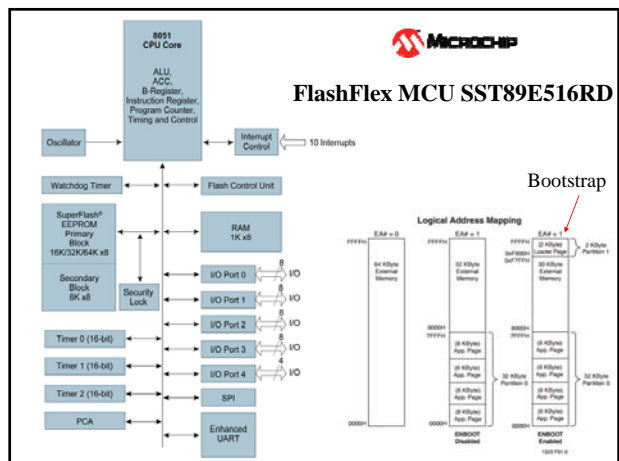 8051
CPU Core
ALU,
ACC,
B-Register,
Instruction Register,
Program Counter,
Timing and Control
Oscillator
Interrupt
Control
10 Interrupts
Watchdog Timer
Flash Control Unit
SuperFlash®
EEPROM
Primary
Block
16K/32K/64K x8
Secondary
Block
8K x8
Security
Lock
RAM
1K x8
8
I/O Port 0
I/O
8
I/O Port 1
I/O
8
I/O Port 2
I/O
8
I/O Port 3
I/O
4
I/O Port 4
I/O
Timer 0 (16-bit)
Timer 1 (16-bit)
Timer 2 (16-bit)
PCA
SPI
Enhanced
UART
MICROCHIP
FlashFlex MCU SST89E516RD
Bootstrap
Logical Address Mapping
EA# = 0
FFFFH
64 KByte
External
Memory
0000H
EA# = 1
FFFFH
32 KByte
External
Memory
8000H
7FFFH
(8 KByte)
App. Page
(8 KByte)
App. Page
(8 KByte)
App. Page
(8 KByte)
App. Page
32 KByte
Partition 0
0000H
ENBOOT
Disabled
EA# = 1
FFFFH
(2 KByte)
Loader Page
2 KByte
Partition 1
0xF800H
0xF7FFH
30 KByte
External
Memory
8000H
7FFFH
(8 KByte)
App. Page
(8 KByte)
App. Page
(8 KByte)
App. Page
(8 KByte)
App. Page
32 KByte
Partition 0
0000H
ENBOOT
Enabled